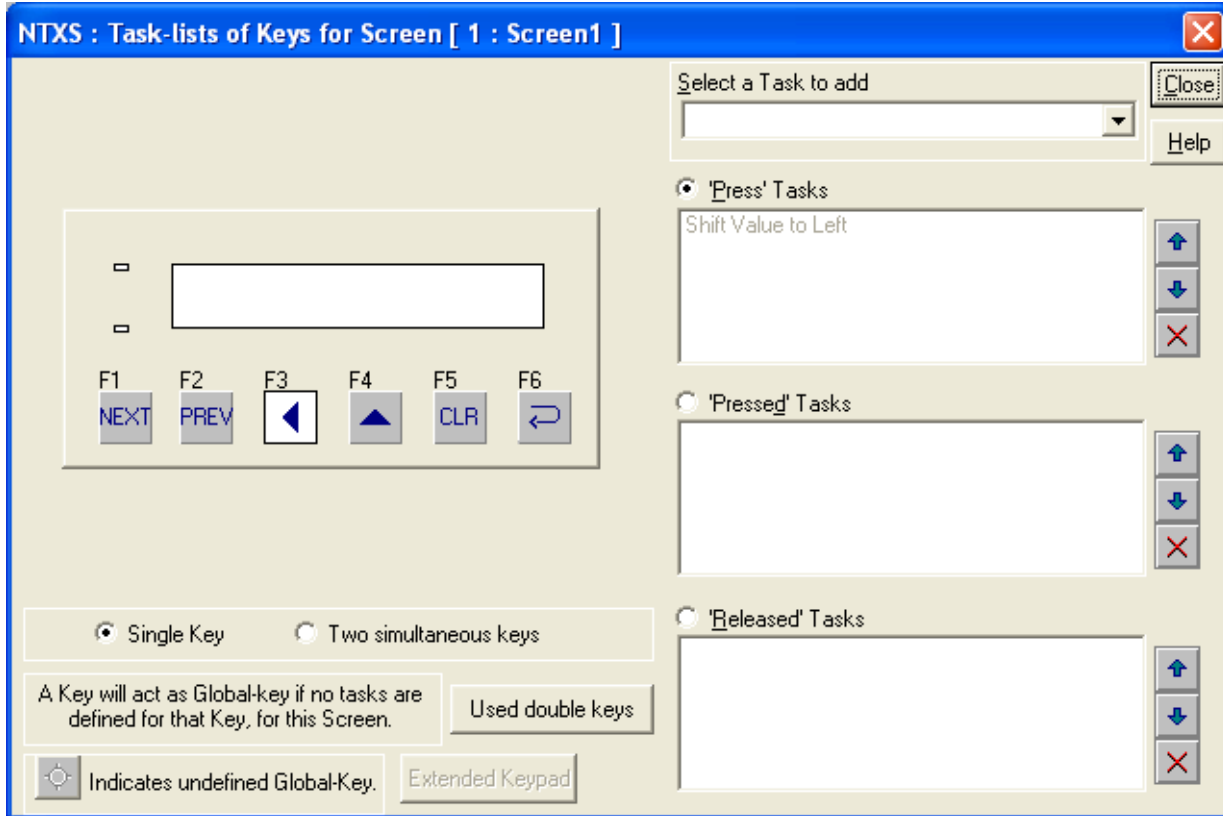 NTXS : Task-lists of Keys for Screen [ 1 : Screen1 ]
Select a Task to add
Close
Help
'Press' Tasks
Shift Value to Left
F1 F2 F3 F4 F5 F6
NEXT PREV CLR
'Pressed' Tasks
'Released' Tasks
Single Key Two simultaneous keys
A Key will act as Global-key if no tasks are
defined for that Key, for this Screen.
Used double keys
Indicates undefined Global-Key.
Extended Keypad